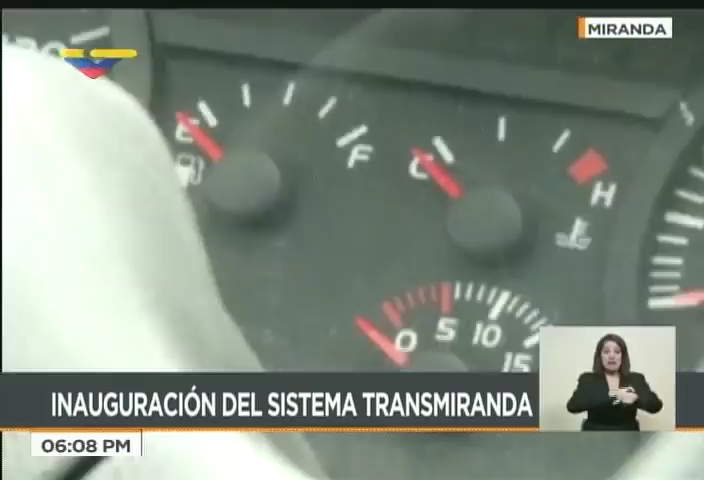 MIRANDA
E
F
C
H
0 5 10 15
INAUGURACIÓN DEL SISTEMA TRANSMIRANDA
06:08 PM